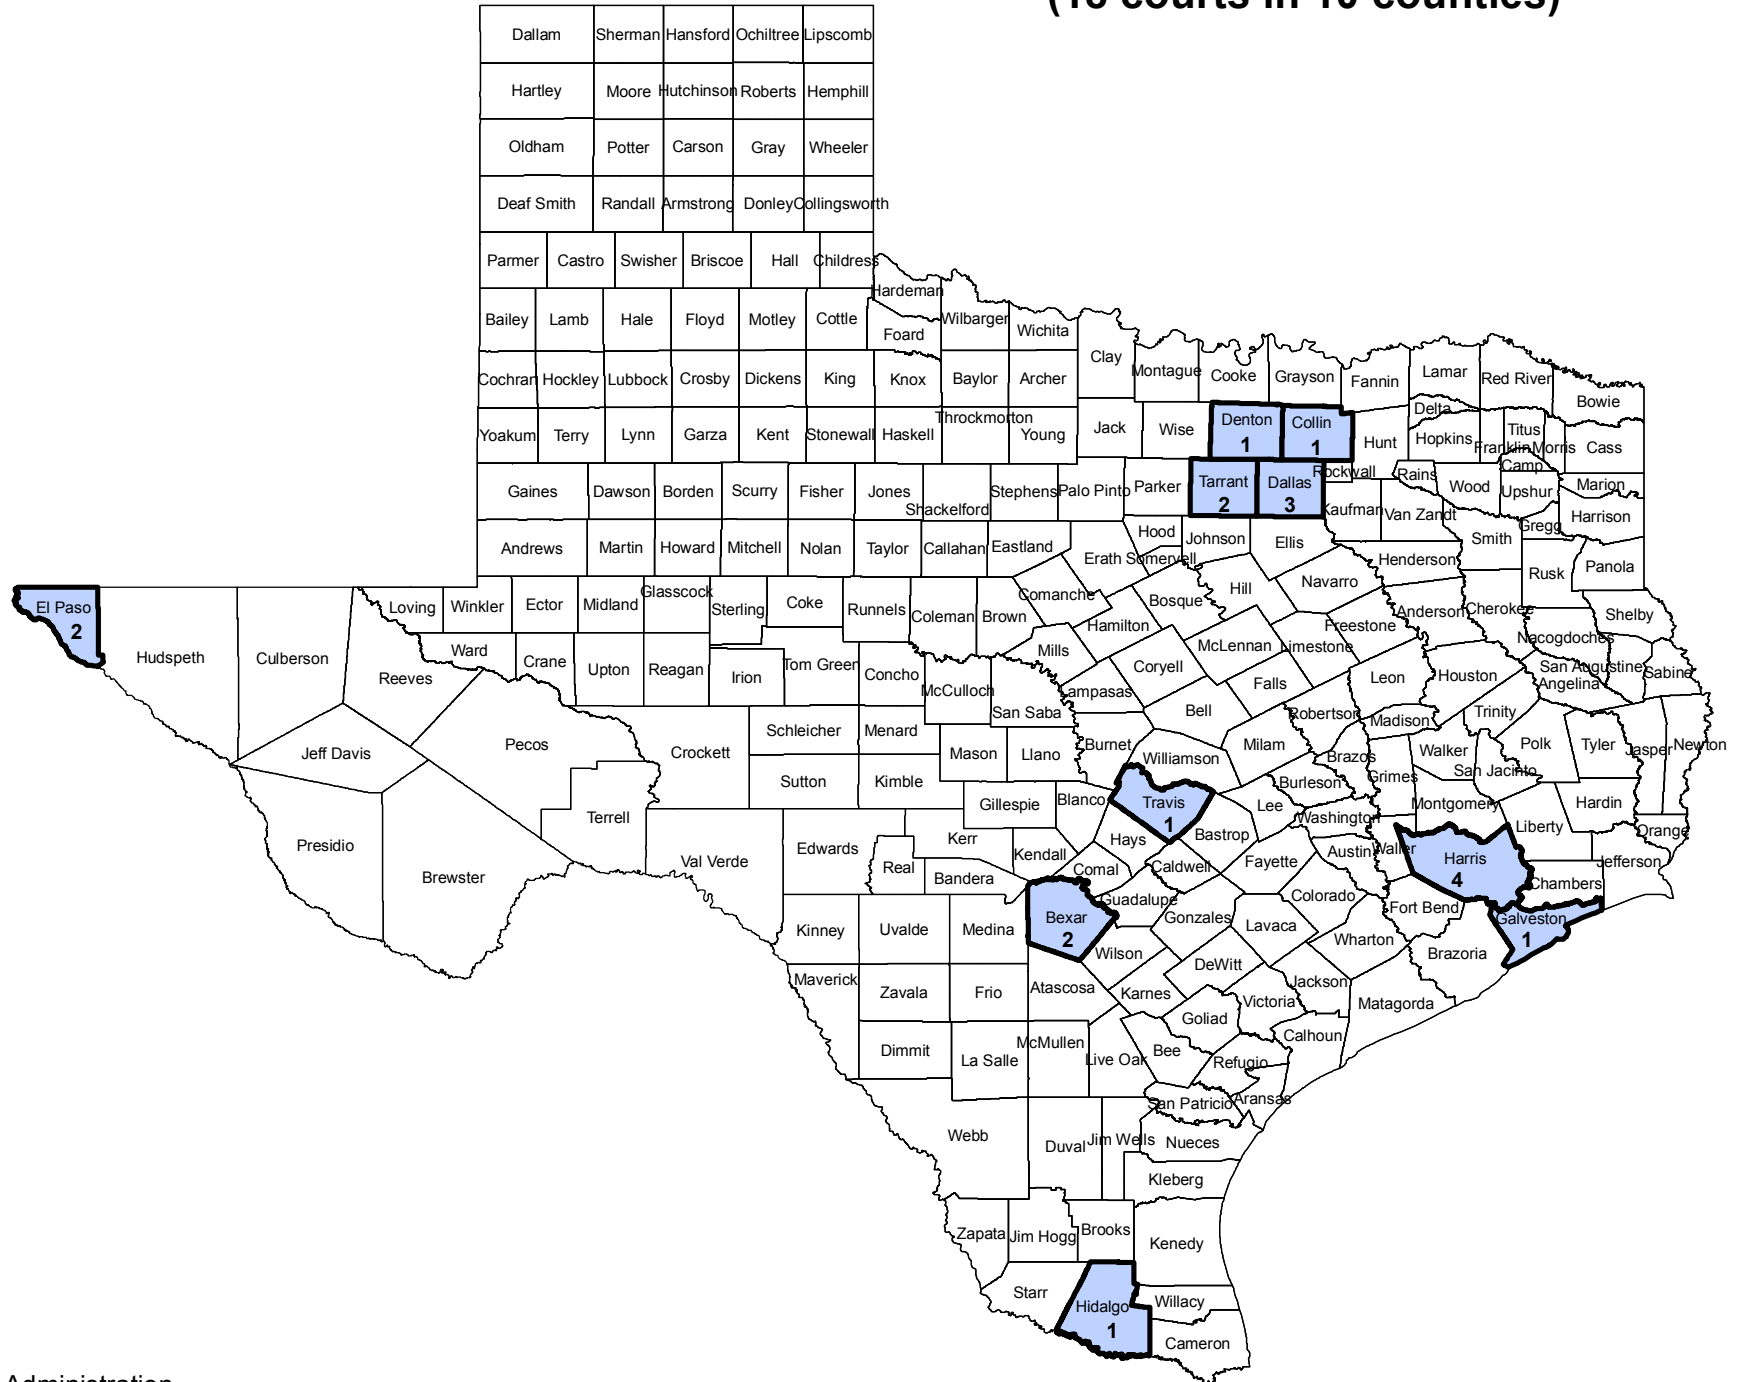 (18 courts in 10 counties)
Dallam Sherman Hansford Ochiltree Lipscomb
Hartley Moore Hutchinson Roberts Hemphill
Oldham Potter Carson Gray Wheeler
Deaf Smith Randall Armstrong Donley Collingsworth
Parmer Castro Swisher Briscoe Hall Childress
Hardeman
Bailey Lamb Hale Floyd Motley Cottle Foard Wilbarger Wichita
Clay Montague Cooke Grayson Fannin Lamar Red River Bowie
Cochran Hockley Lubbock Crosby Dickens King Knox Baylor Archer
Yoakum Terry Lynn Garza Kent Stonewall Haskell Throckmorton Young Jack Wise
Denton 1
Collin 1
Hunt Delta Hopkins Franklin Titus Morris Cass
Camp
Gaines Dawson Borden Scurry Fisher Jones Shackelford Stephens Palo Pinto Parker
Tarrant 2
Dallas 3
Rockwall Rains Wood Upshur Marion
Kaufman Van Zandt Gregg Harrison
Andrews Martin Howard Mitchell Nolan Taylor Callahan Eastland Erath Hood Somervell Johnson Ellis Henderson Smith Rusk Panola
El Paso 2
Hudspeth Culberson Reeves Loving Winkler Ector Midland Glasscock Sterling Coke Runnels Coleman Brown Comanche Bosque Hill Navarro Anderson Cherokee Shelby
Hamilton Freestone Nacogdoches
Ward Crane Upton Reagan Irion Tom Green Concho McCulloch Mills Coryell McLennan Limestone San Augustine Sabine
Lampasas Falls Leon Houston Angelina
San Saba Bell Robertson Madison Trinity
Jeff Davis Pecos Crockett Schleicher Menard Mason Llano Burnet Williamson Milam Brazos Walker Polk Tyler Jasper Newton
Sutton Kimble Burleson Grimes San Jacinto
Terrell Gillespie Blanco
Travis 1
Lee Washington Montgomery Hardin
Presidio Brewster Val Verde Edwards Real Kerr Kendall Hays Bastrop Austin Waller
Harris 4
Liberty Orange
Bandera Comal Caldwell Fayette Chambers Jefferson
Kinney Uvalde Medina
Bexar 2
Guadalupe Gonzales Lavaca Colorado Fort Bend
Galveston 1
Wilson Wharton Brazoria
Maverick Zavala Frio Atascosa Karnes DeWitt Jackson Matagorda
Victoria
Goliad
Dimmit La Salle McMullen Live Oak Bee Refugio Calhoun
San Patricio Aransas
Webb Duval Jim Wells Nueces
Kleberg
Zapata Jim Hogg Brooks Kenedy
Starr
Hidalgo 1
Willacy
Cameron
Administration